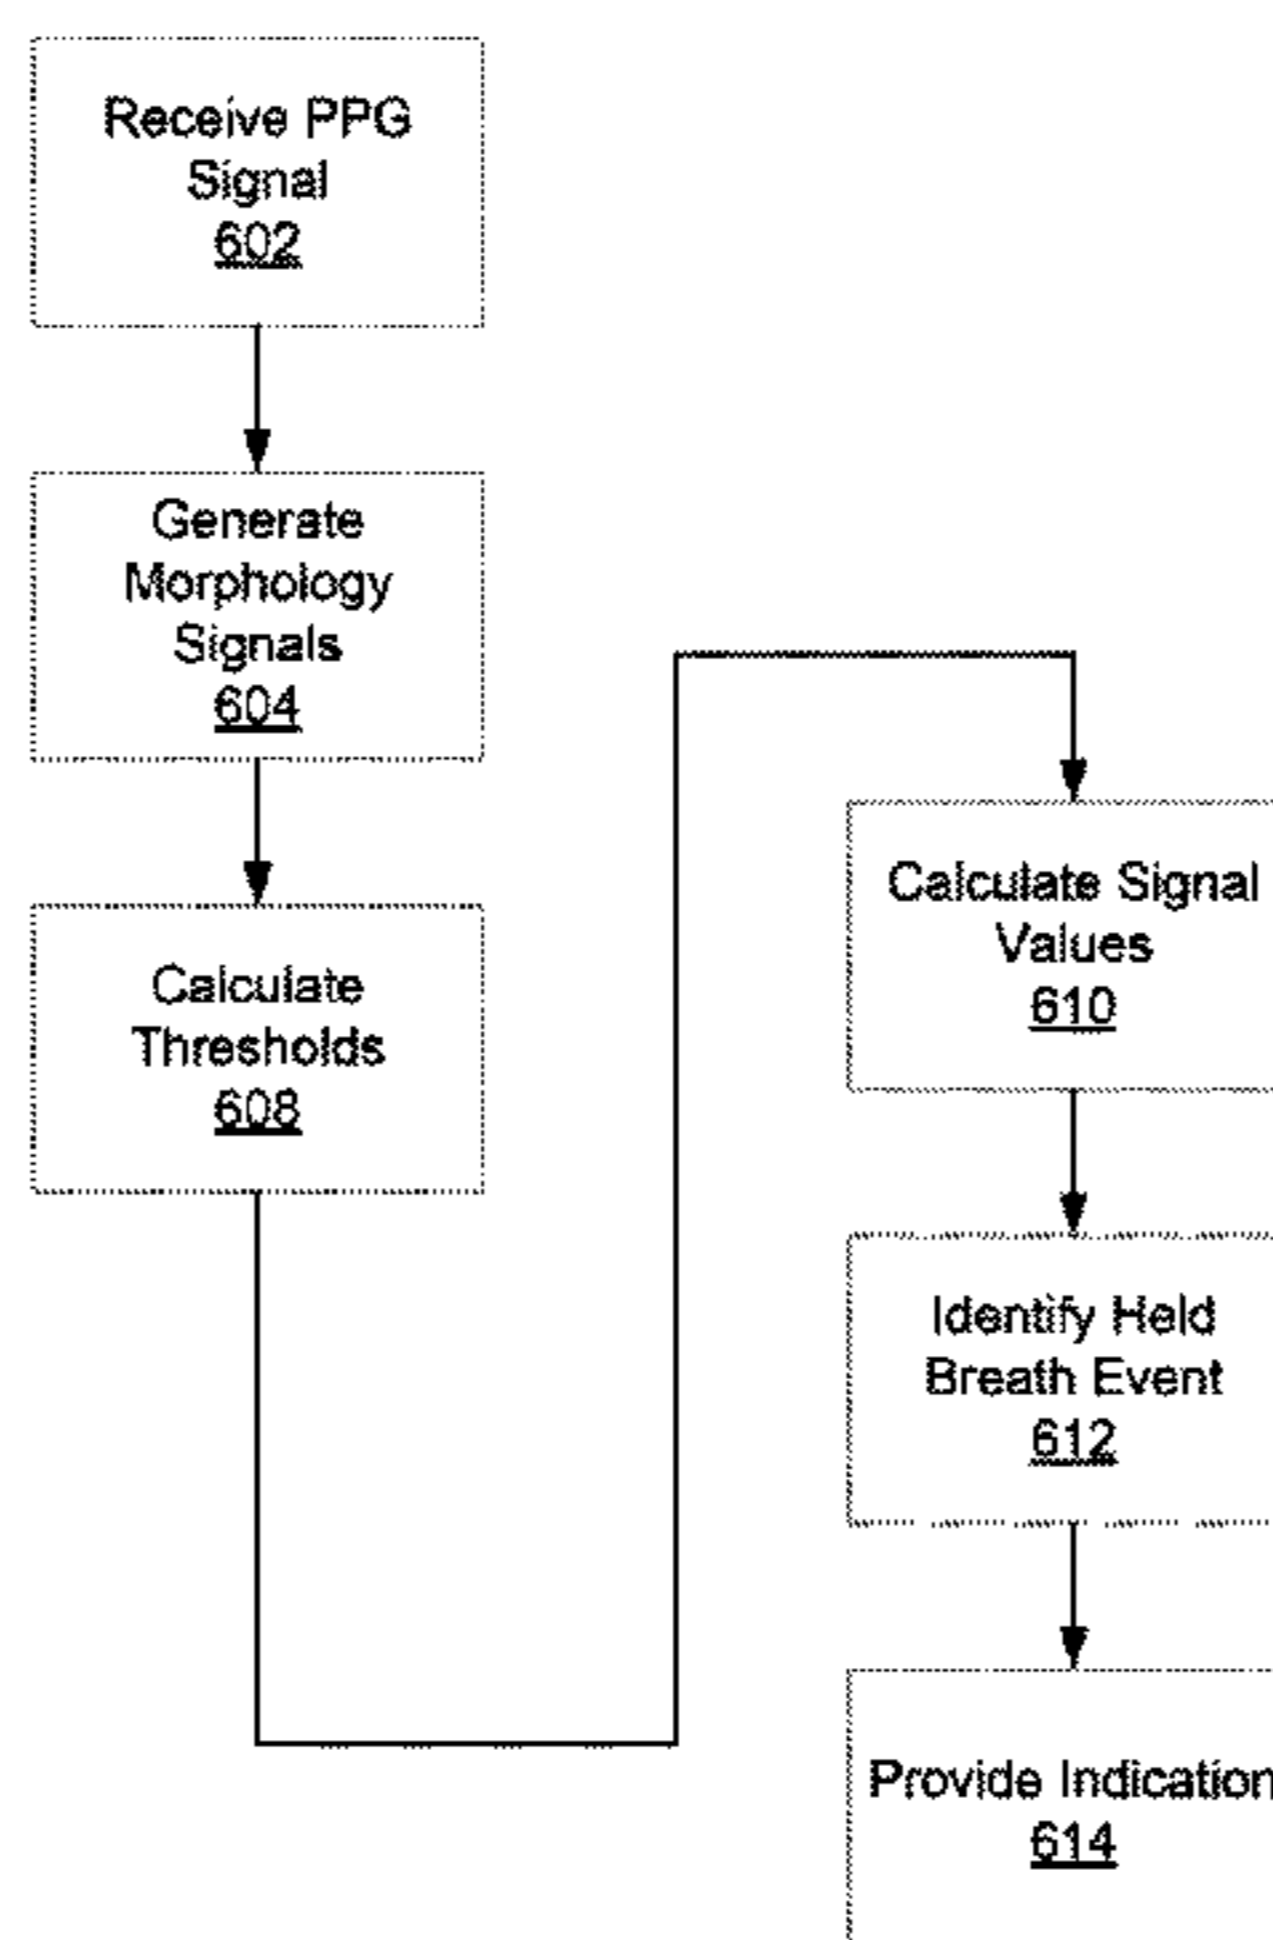 Receive PPG
Signal
602
Generate
Morphology
Signals
604
Calculate
Thresholds
608
Calculate Signal
Values
610
Identify Held
Breath Event
612
Provide Indication
614